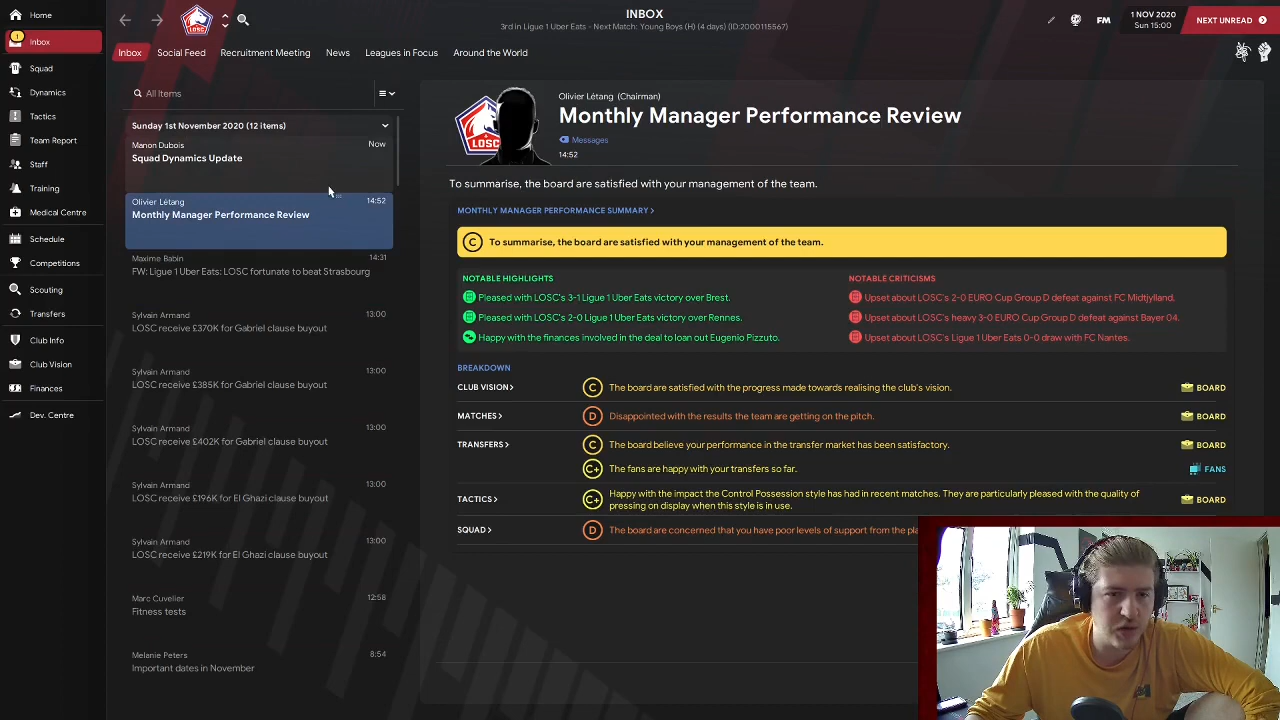 Home
1
Inbox
Squad
Dynamics
Tactics
Team Report
Staff
Training
Medical Centre
Schedule
Competitions
Scouting
Transfers
Club Info
Club Vision
Finances
Dev. Centre
LOSC
INBOX
3rd in Ligue 1 Uber Eats - Next Match: Young Boys (H) (4 days) (ID:2000115567)
FM
1 NOV 2020
Sun 15:00
NEXT UNREAD
Inbox
Social Feed
Recruitment Meeting
News
Leagues in Focus
Around the World
All Items
Sunday 1st November 2020 (12 items)
Manon Dubois
Now
Squad Dynamics Update
Olivier Létang
14:52
Monthly Manager Performance Review
Maxime Babin
14:31
FW: Ligue 1 Uber Eats: LOSC fortunate to beat Strasbourg
Sylvain Armand
13:00
LOSC receive £370K for Gabriel clause buyout
Sylvain Armand
13:00
LOSC receive £385K for Gabriel clause buyout
Sylvain Armand
13:00
LOSC receive £402K for Gabriel clause buyout
Sylvain Armand
13:00
LOSC receive £196K for El Ghazi clause buyout
Sylvain Armand
13:00
LOSC receive £219K for El Ghazi clause buyout
Marc Cuvelier
12:58
Fitness tests
Melanie Peters
8:54
Important dates in November
LOSC
Olivier Létang (Chairman)
Monthly Manager Performance Review
Messages
14:52
To summarise, the board are satisfied with your management of the team.
MONTHLY MANAGER PERFORMANCE SUMMARY
C To summarise, the board are satisfied with your management of the team.
NOTABLE HIGHLIGHTS
Pleased with LOSC's 3-1 Ligue 1 Uber Eats victory over Brest.
Pleased with LOSC's 2-0 Ligue 1 Uber Eats victory over Rennes.
Happy with the finances involved in the deal to loan out Eugenio Pizzuto.
NOTABLE CRITICISMS
Upset about LOSC's 2-0 EURO Cup Group D defeat against FC Midtjylland.
Upset about LOSC's heavy 3-0 EURO Cup Group D defeat against Bayer 04.
Upset about LOSC's Ligue 1 Uber Eats 0-0 draw with FC Nantes.
BREAKDOWN
CLUB VISION C The board are satisfied with the progress made towards realising the club's vision. BOARD
MATCHES D Disappointed with the results the team are getting on the pitch. BOARD
TRANSFERS C The board believe your performance in the transfer market has been satisfactory. BOARD
C+ The fans are happy with your transfers so far. FANS
TACTICS C+ Happy with the impact the Control Possession style has had in recent matches. They are particularly pleased with the quality of
pressing on display when this style is in use. BOARD
SQUAD D The board are concerned that you have poor levels of support from the pla